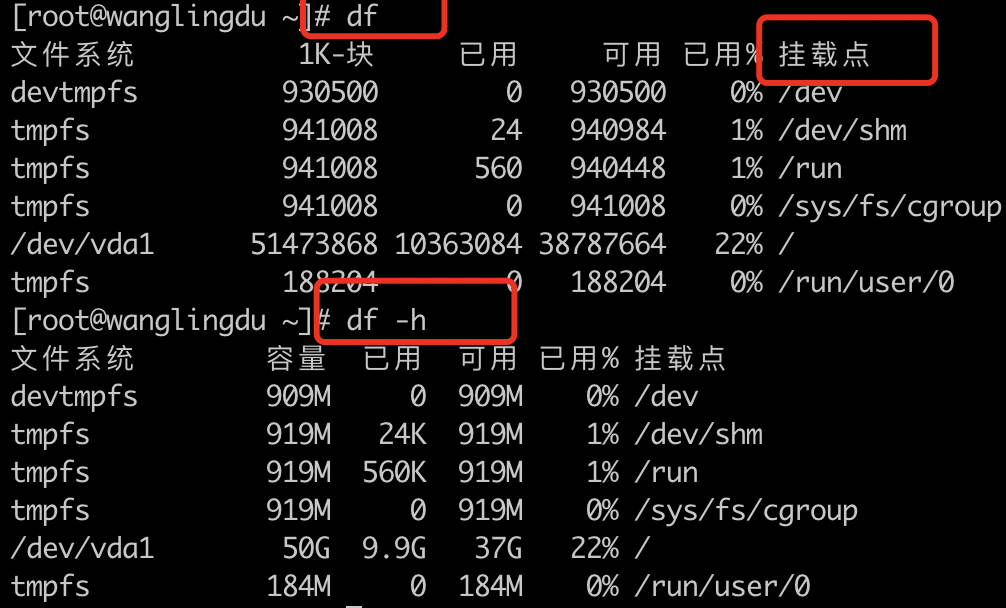 [root@wanglingdu ~]# df
文件系统 1K-块 已用 可用 已用% 挂载点
devtmpfs 930500 0 930500 0% /dev
tmpfs 941008 24 940984 1% /dev/shm
tmpfs 941008 560 940448 1% /run
tmpfs 941008 0 941008 0% /sys/fs/cgroup
/dev/vda1 51473868 10363084 38787664 22% /
tmpfs 188204 0 188204 0% /run/user/0
[root@wanglingdu ~]# df -h
文件系统 容量 已用 可用 已用% 挂载点
devtmpfs 909M 0 909M 0% /dev
tmpfs 919M 24K 919M 1% /dev/shm
tmpfs 919M 560K 919M 1% /run
tmpfs 919M 0 919M 0% /sys/fs/cgroup
/dev/vda1 50G 9.9G 37G 22% /
tmpfs 184M 0 184M 0% /run/user/0